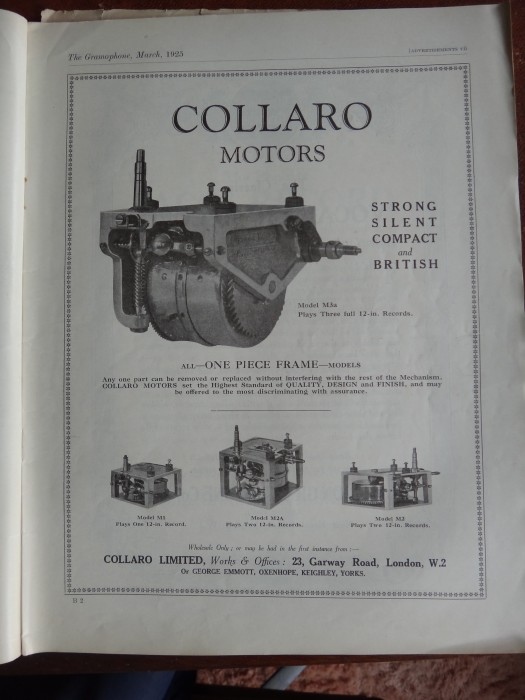 The Gramophone, March, 1925
COLLARO
MOTORS
STRONG
SILENT
COMPACT
and
BRITISH
Model M3a
Plays Three full 12-in. Records.
ALL—ONE PIECE FRAME—MODELS
Any one part can be removed or replaced without interfering with the rest of the Mechanism.
COLLARO MOTORS set the Highest Standard of QUALITY, DESIGN and FINISH, and may
be offered to the most discriminating with assurance.
Model M1
Plays One 12-in. Record.
Model M2A
Plays Two 12-in. Records.
Model M2
Plays Two 12-in. Records.
Wholesale Only; or may be had in the first instance from :—
COLLARO LIMITED, Works & Offices : 23, Garway Road, London, W.2
Or GEORGE EMMOTT, OXENHOPE, KEIGHLEY, YORKS.